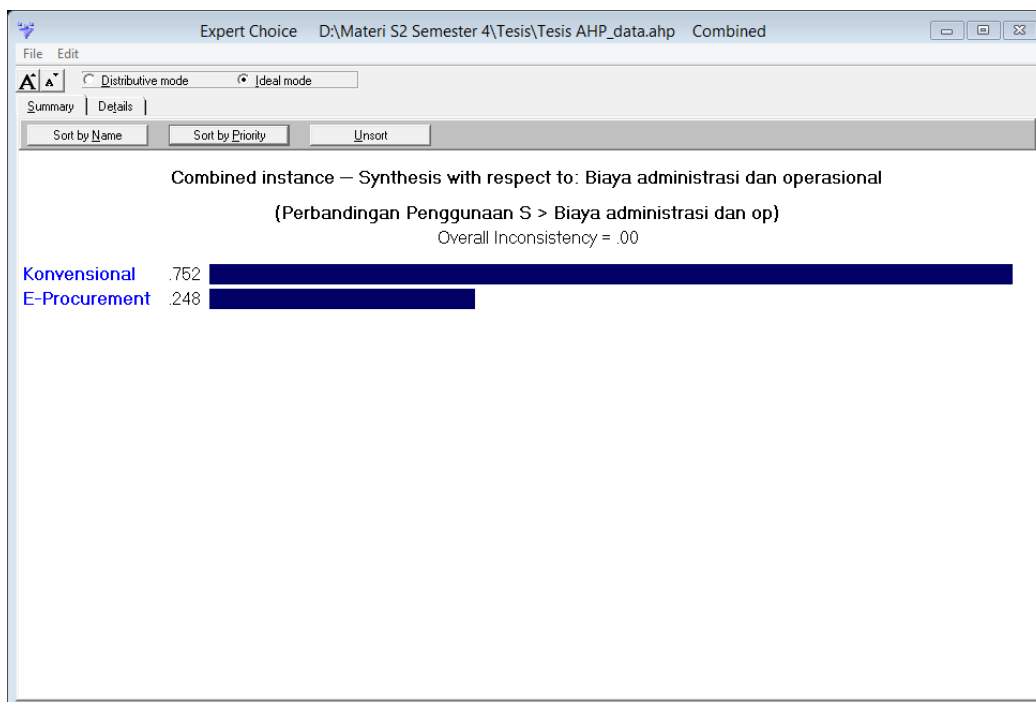 Expert Choice D:\Materi S2 Semester 4\Tesis\Tesis AHP_data.ahp Combined
File Edit
A A Distributive mode Ideal mode
Summary Details
Sort by Name Sort by Priority Unsort
Combined instance – Synthesis with respect to: Biaya administrasi dan operasional
(Perbandingan Penggunaan S > Biaya administrasi dan op)
Overall Inconsistency = .00
Konvensional .752
E-Procurement .248